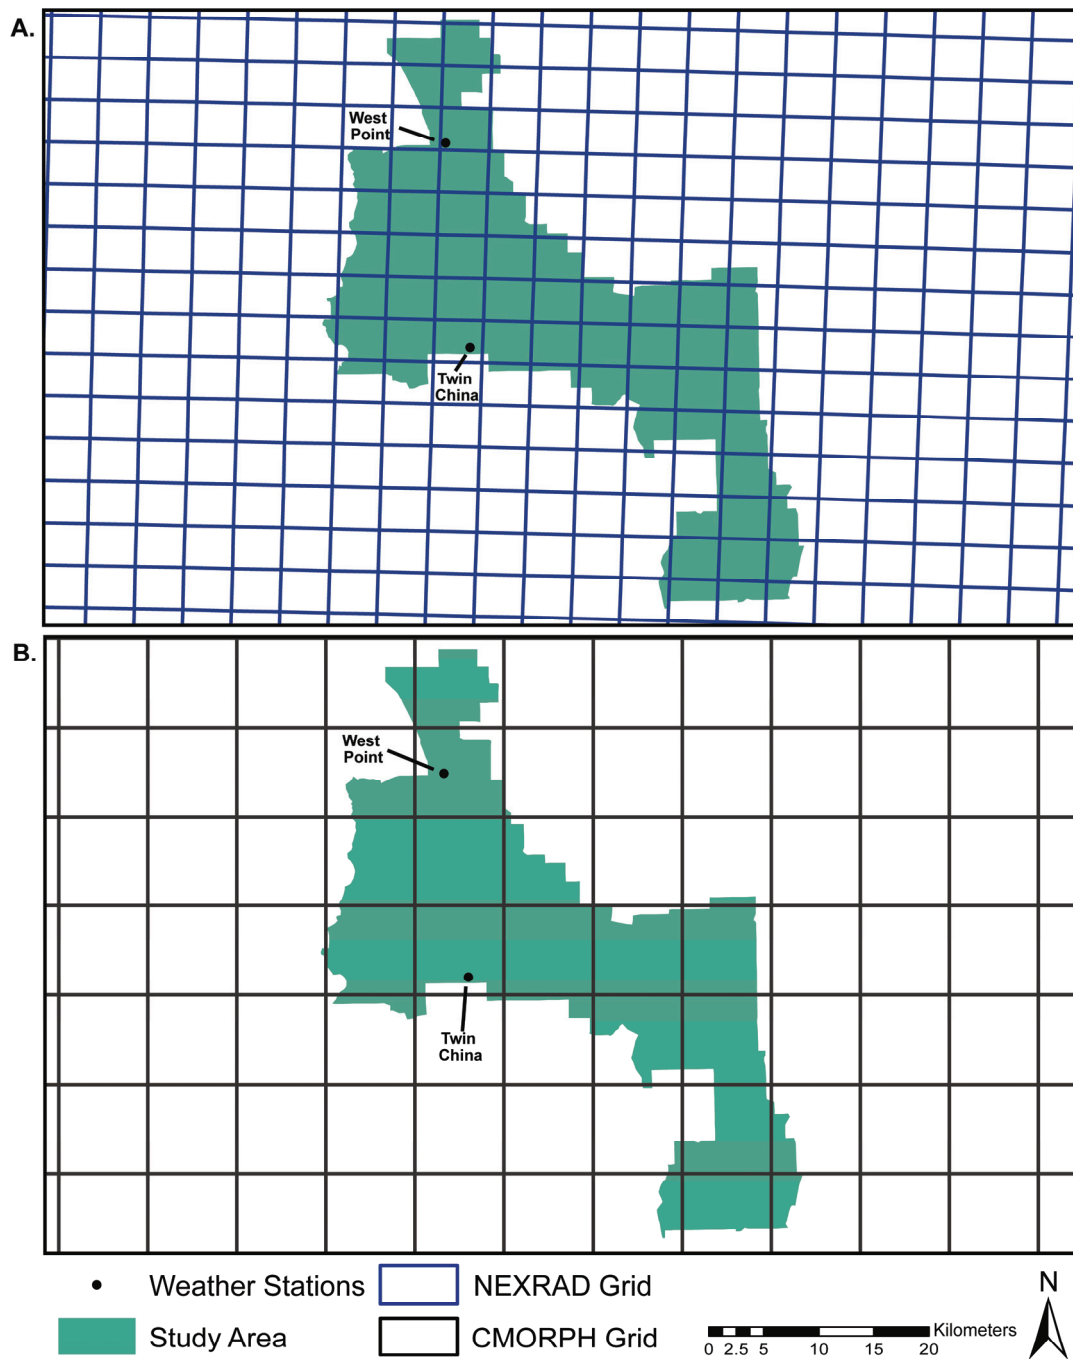 A.
West
Point
Twin
China
B.
West
Point
Twin
China
Weather Stations
NEXRAD Grid
N
Study Area
CMORPH Grid
Kilometers
0 2.5 5 10 15 20